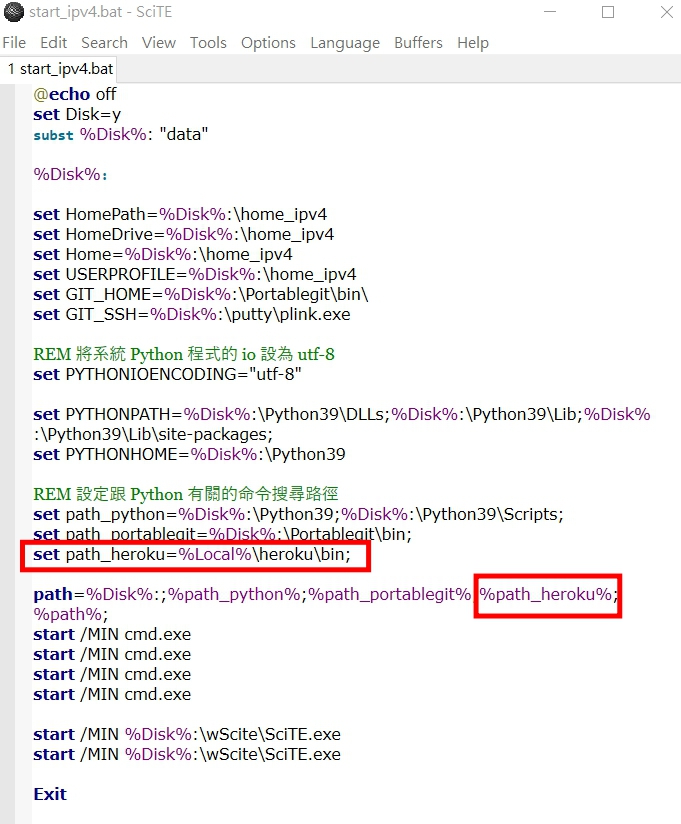 start_ipv4.bat - SciTE
File Edit Search View Tools Options Language Buffers Help
1 start_ipv4.bat
@echo off
set Disk=y
subst %Disk%: "data"
%Disk%:
set HomePath=%Disk%:\home_ipv4
set HomeDrive=%Disk%:\home_ipv4
set Home=%Disk%:\home_ipv4
set USERPROFILE=%Disk%:\home_ipv4
set GIT_HOME=%Disk%:\Portablegit\bin\
set GIT_SSH=%Disk%:\putty\plink.exe
REM 將系統 Python 程式的 io 設為 utf-8
set PYTHONIOENCODING="utf-8"
set PYTHONPATH=%Disk%:\Python39\DLLs;%Disk%:\Python39\Lib;%Disk%
:\Python39\Lib\site-packages;
set PYTHONHOME=%Disk%:\Python39
REM 設定跟 Python 有關的命令搜尋路徑
set path_python=%Disk%:\Python39;%Disk%:\Python39\Scripts;
set path_portablegit=%Disk%:\Portablegit\bin;
set path_heroku=%Local%\heroku\bin;
path=%Disk%:;%path_python%;%path_portablegit%;%path_heroku%;
%path%;
start /MIN cmd.exe
start /MIN cmd.exe
start /MIN cmd.exe
start /MIN cmd.exe
start /MIN %Disk%:\wScite\SciTE.exe
start /MIN %Disk%:\wScite\SciTE.exe
Exit